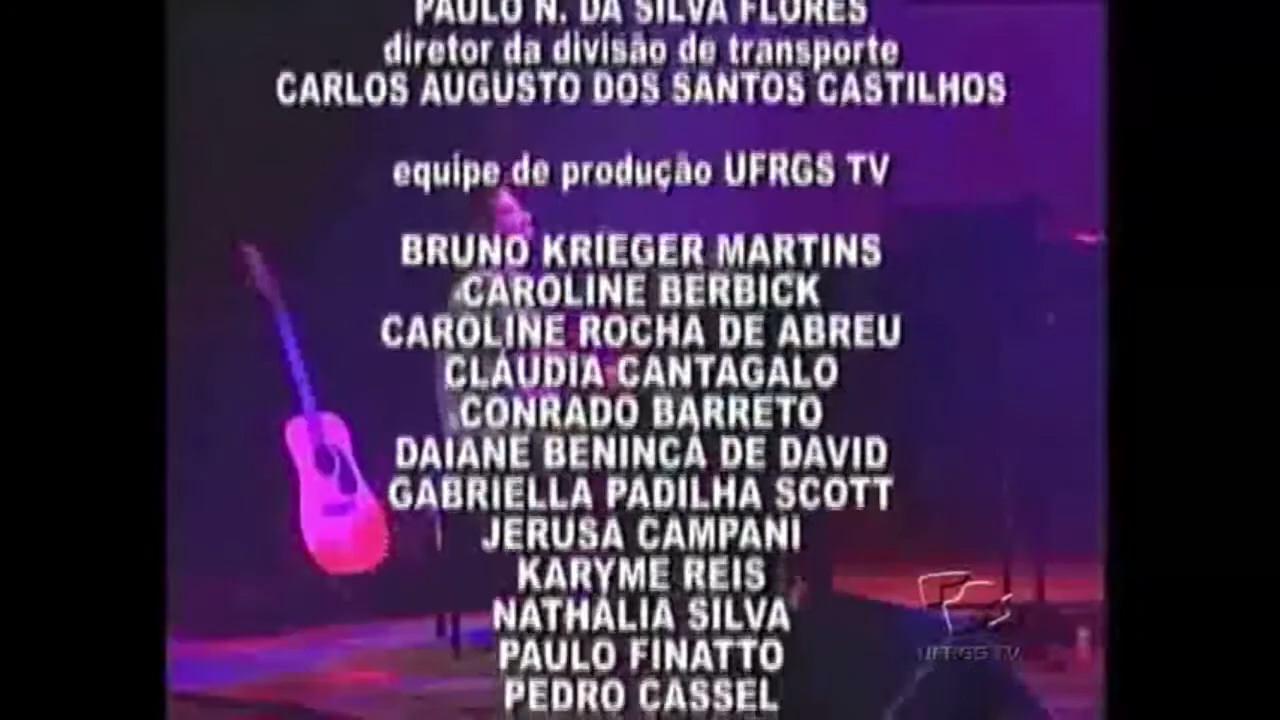 PAULO N. DA SILVA FLORES
diretor da divisão de transporte
CARLOS AUGUSTO DOS SANTOS CASTILHOS
equipe de produção UFRGS TV
BRUNO KRIEGER MARTINS
CAROLINE BERBICK
CAROLINE ROCHA DE ABREU
CLÁUDIA CANTAGALO
CONRADO BARRETO
DAIANE BENINCÁ DE DAVID
GABRIELLA PADILHA SCOTT
JERUSA CAMPANI
KARYME REIS
NATHÁLIA SILVA
PAULO FINATTO
PEDRO CASSEL
UFRGS TV